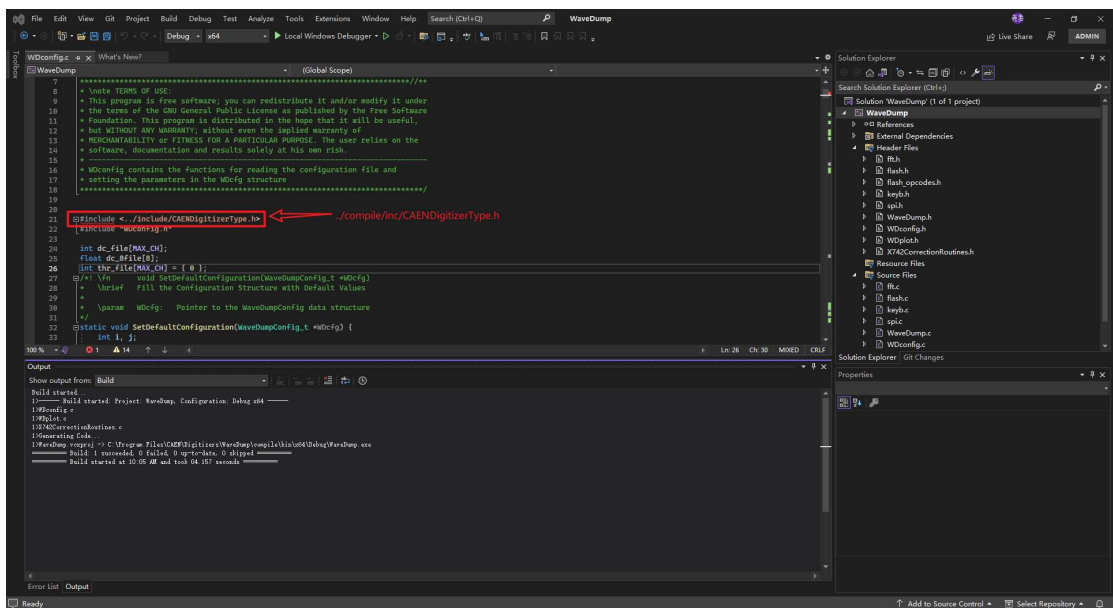 File Edit View Git Project Build Debug Test Analyze Tools Extensions Window Help Search (Ctrl+Q) WaveDump
Debug x64 Local Windows Debugger Live Share ADMIN
Toolbox
WDconfig.c What's New?
WaveDump (Global Scope)
7 ******************************************************************************//**
8 * \note TERMS OF USE:
9 * This program is free software; you can redistribute it and/or modify it under
10 * the terms of the GNU General Public License as published by the Free Software
11 * Foundation. This program is distributed in the hope that it will be useful,
12 * but WITHOUT ANY WARRANTY; without even the implied warranty of
13 * MERCHANTABILITY or FITNESS FOR A PARTICULAR PURPOSE. The user relies on the
14 * software, documentation and results solely at his own risk.
15 * -----------------------------------------------------------------------------
16 * WDconfig contains the functions for reading the configuration file and
17 * setting the parameters in the WDcfg structure
18 ******************************************************************************/
19
20
21 #include <../include/CAENDigitizerType.h> ../compile/inc/CAENDigitizerType.h
22 #include "WDconfig.h"
23
24 int dc_file[MAX_CH];
25 float dc_8file[8];
26 int thr_file[MAX_CH] = { 0 };
27 /*! \fn void SetDefaultConfiguration(WaveDumpConfig_t *WDcfg)
28 * \brief Fill the Configuration Structure with Default Values
29 *
30 * \param WDcfg: Pointer to the WaveDumpConfig data structure
31 */
32 static void SetDefaultConfiguration(WaveDumpConfig_t *WDcfg) {
33 int i, j;
100 % 1 14 Ln: 26 Ch: 30 MIXED CRLF
Output
Show output from: Build
Build started...
1>------ Build started: Project: WaveDump, Configuration: Debug x64 ------
1>WDconfig.c
1>WDplot.c
1>X742CorrectionRoutines.c
1>Generating Code...
1>WaveDump.vcxproj -> C:\Program Files\CAEN\Digitizers\WaveDump\compile\bin\x64\Debug\WaveDump.exe
========== Build: 1 succeeded, 0 failed, 0 up-to-date, 0 skipped ==========
========== Build started at 10:05 AM and took 04.157 seconds ==========
Error List Output
Solution Explorer
Search Solution Explorer (Ctrl+;)
Solution 'WaveDump' (1 of 1 project)
WaveDump
References
External Dependencies
Header Files
fft.h
flash.h
flash_opcodes.h
keyb.h
spi.h
WaveDump.h
WDconfig.h
WDplot.h
X742CorrectionRoutines.h
Resource Files
Source Files
fft.c
flash.c
keyb.c
spi.c
WaveDump.c
WDconfig.c
Solution Explorer Git Changes
Properties
Ready Add to Source Control Select Repository